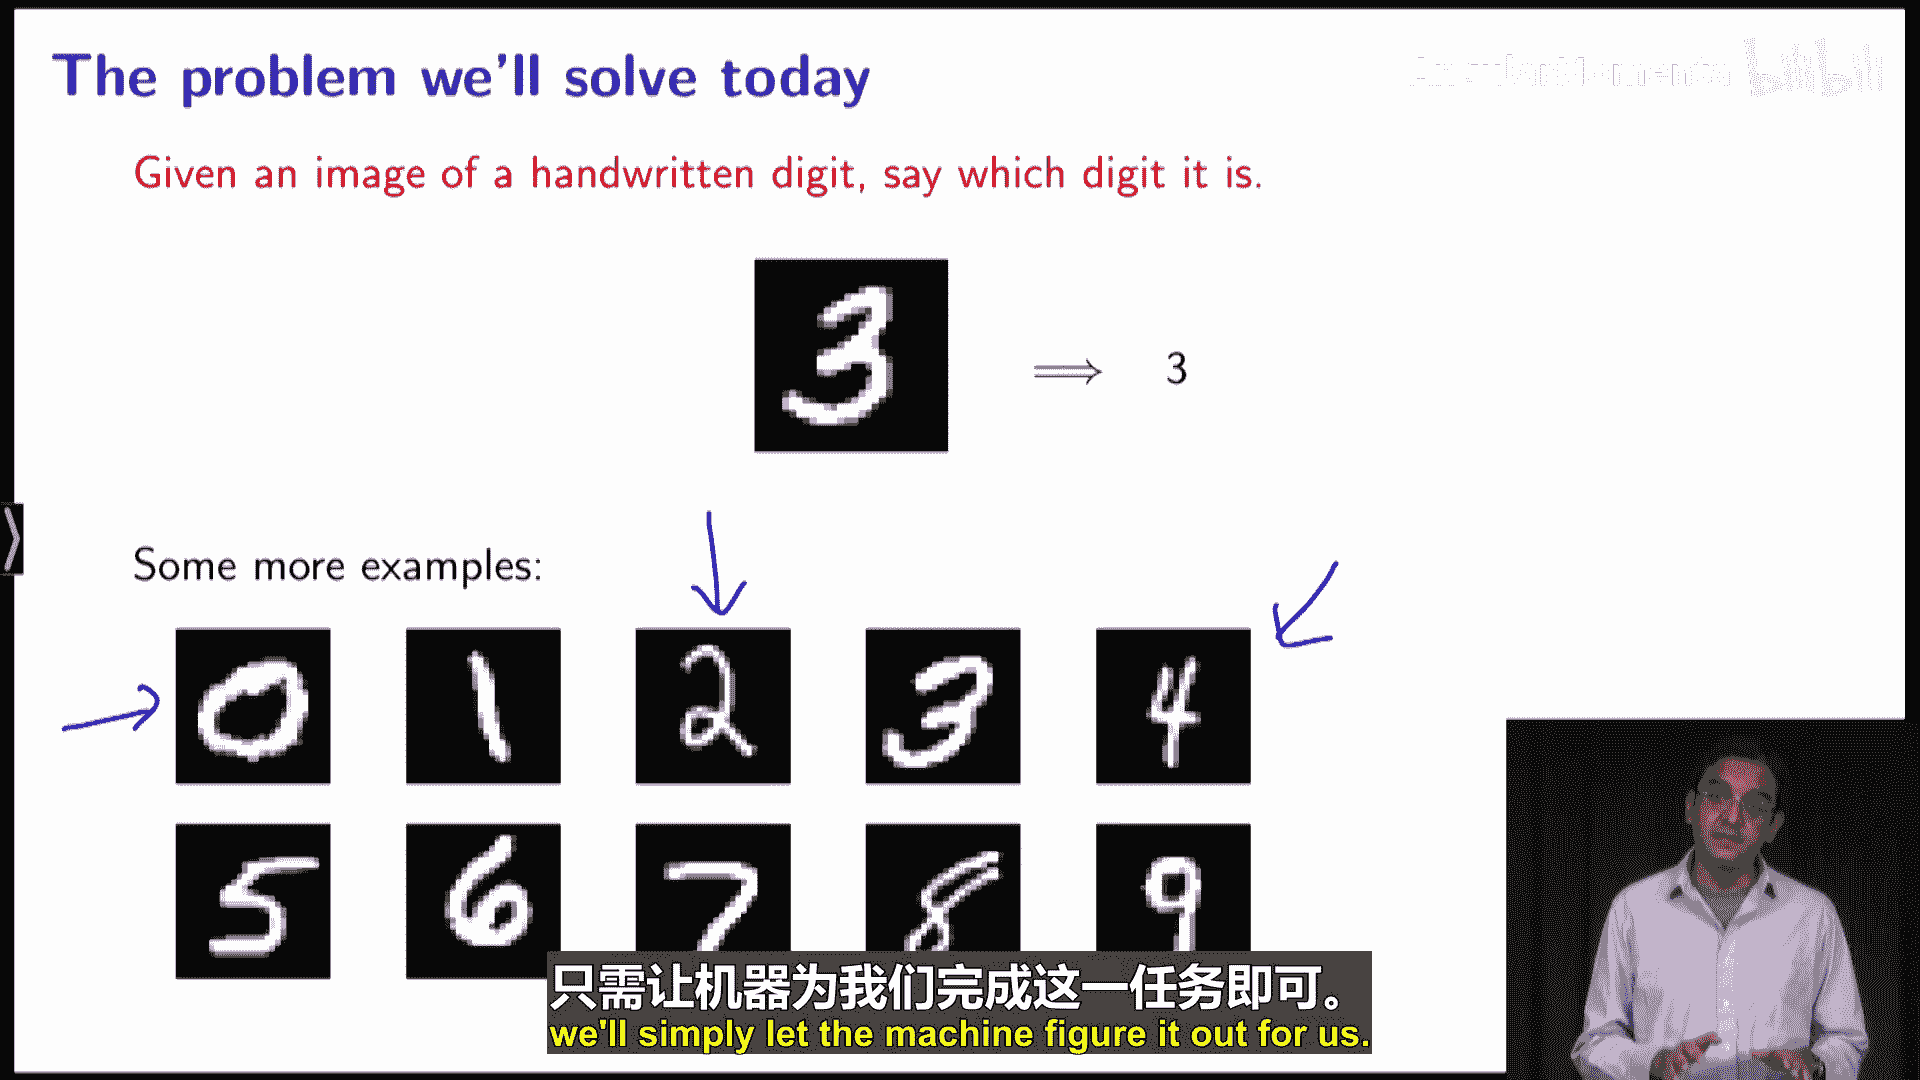 The problem we'll solve today
bilibili
Given an image of a handwritten digit, say which digit it is.
3 ⟹ 3
Some more examples:
0 1 2 3 4
5 6 7 8 9
只需让机器为我们完成这一任务即可。
we'll simply let the machine figure it out for us.